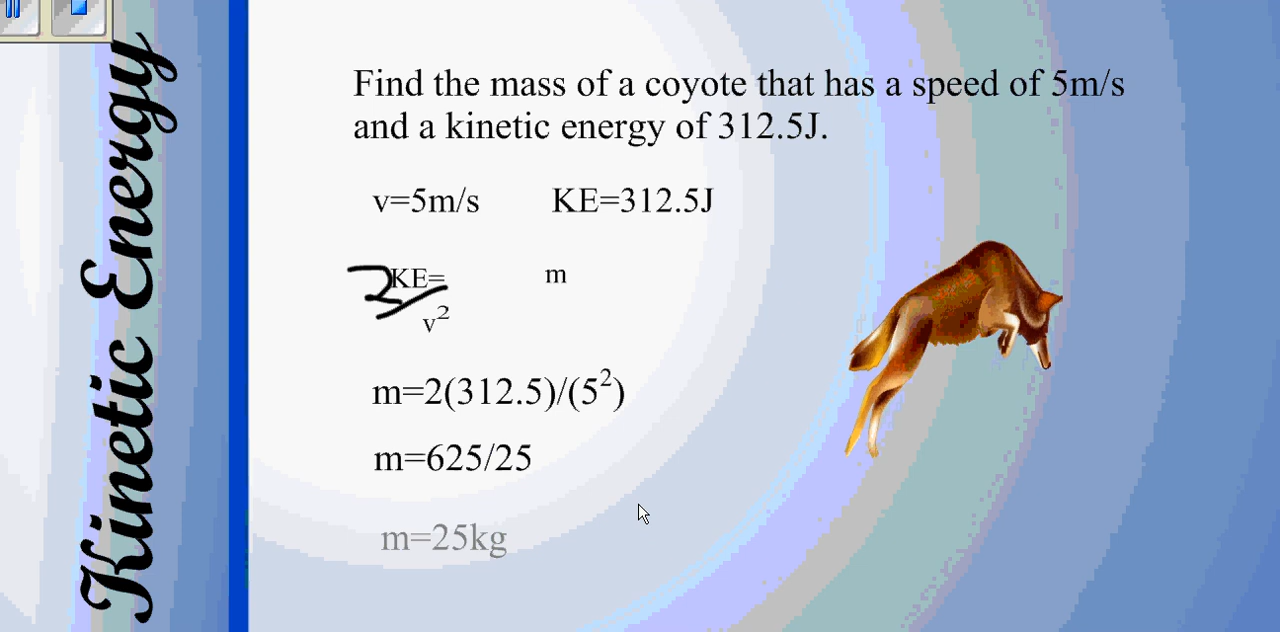 Kinetic Energy
Find the mass of a coyote that has a speed of 5m/s
and a kinetic energy of 312.5J.
v=5m/s KE=312.5J
2KE= m
v²
m=2(312.5)/(5²)
m=625/25
m=25kg